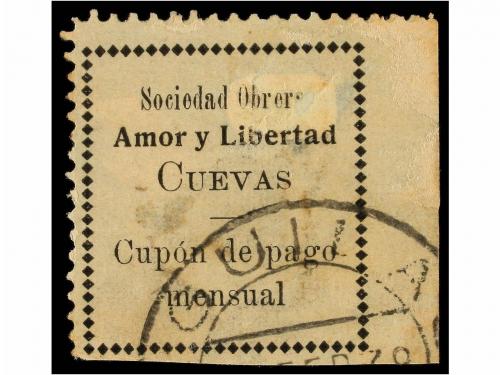 Sociedad Obrera
Amor y Libertad
CUEVAS
Cupón de pago
mensual